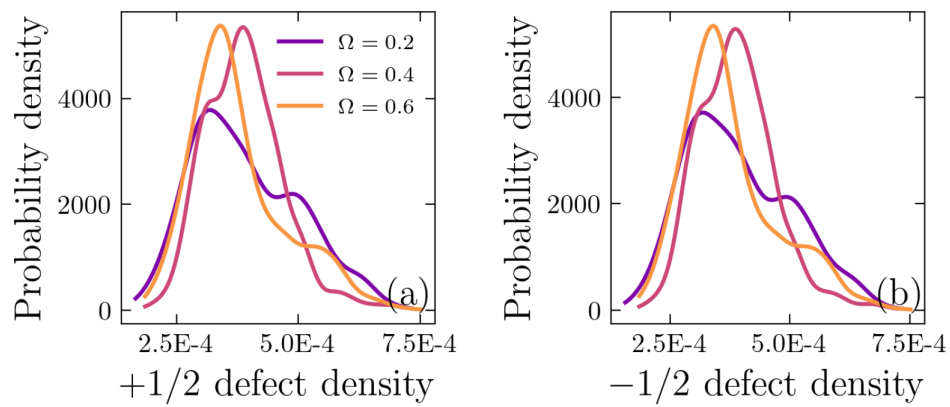 Probability density
4000
2000
0
2.5E-4 5.0E-4 7.5E-4
+1/2 defect density
Ω = 0.2
Ω = 0.4
Ω = 0.6
(a)
Probability density
4000
2000
0
2.5E-4 5.0E-4 7.5E-4
−1/2 defect density
(b)